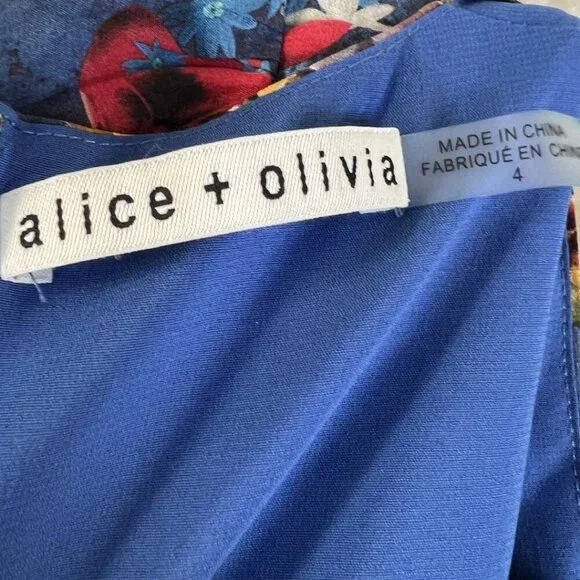 alice + olivia
MADE IN CHINA
FABRIQUÉ EN CHINE
4